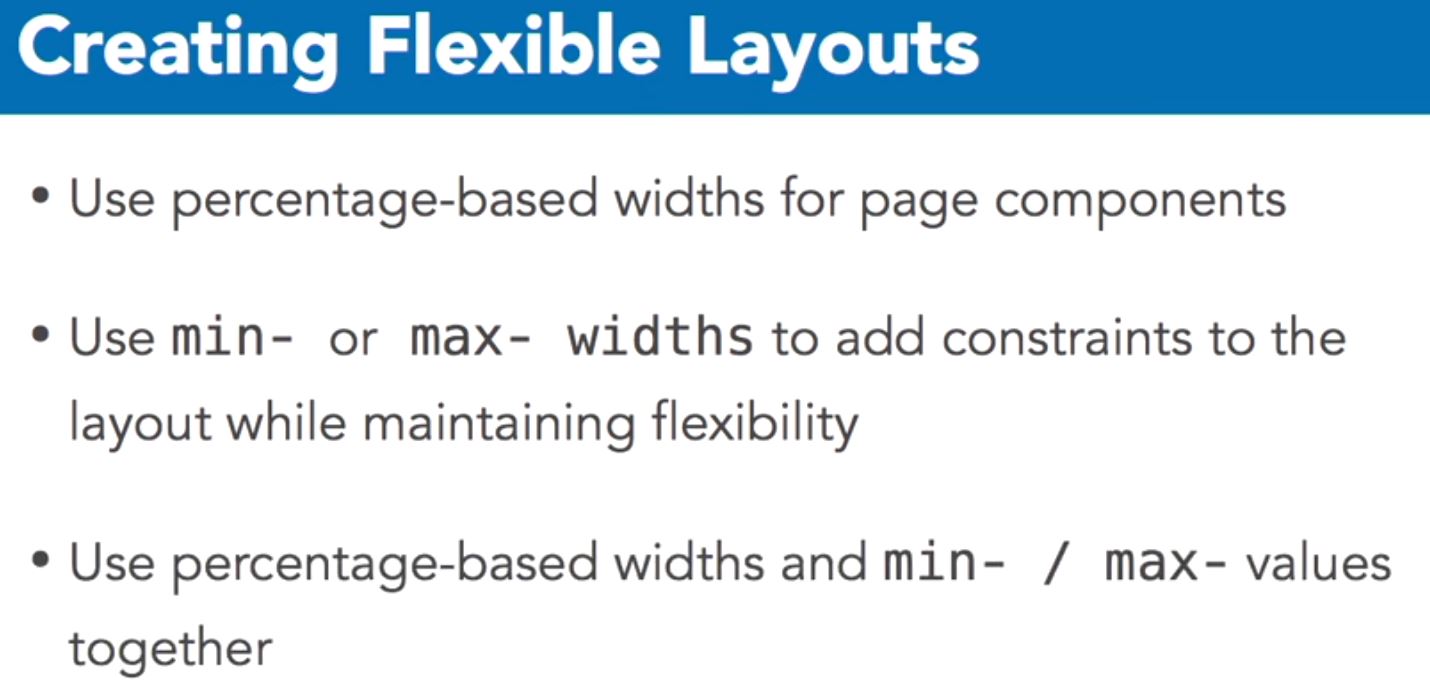 Creating Flexible Layouts
• Use percentage-based widths for page components
• Use min- or max- widths to add constraints to the
layout while maintaining flexibility
• Use percentage-based widths and min- / max- values
together